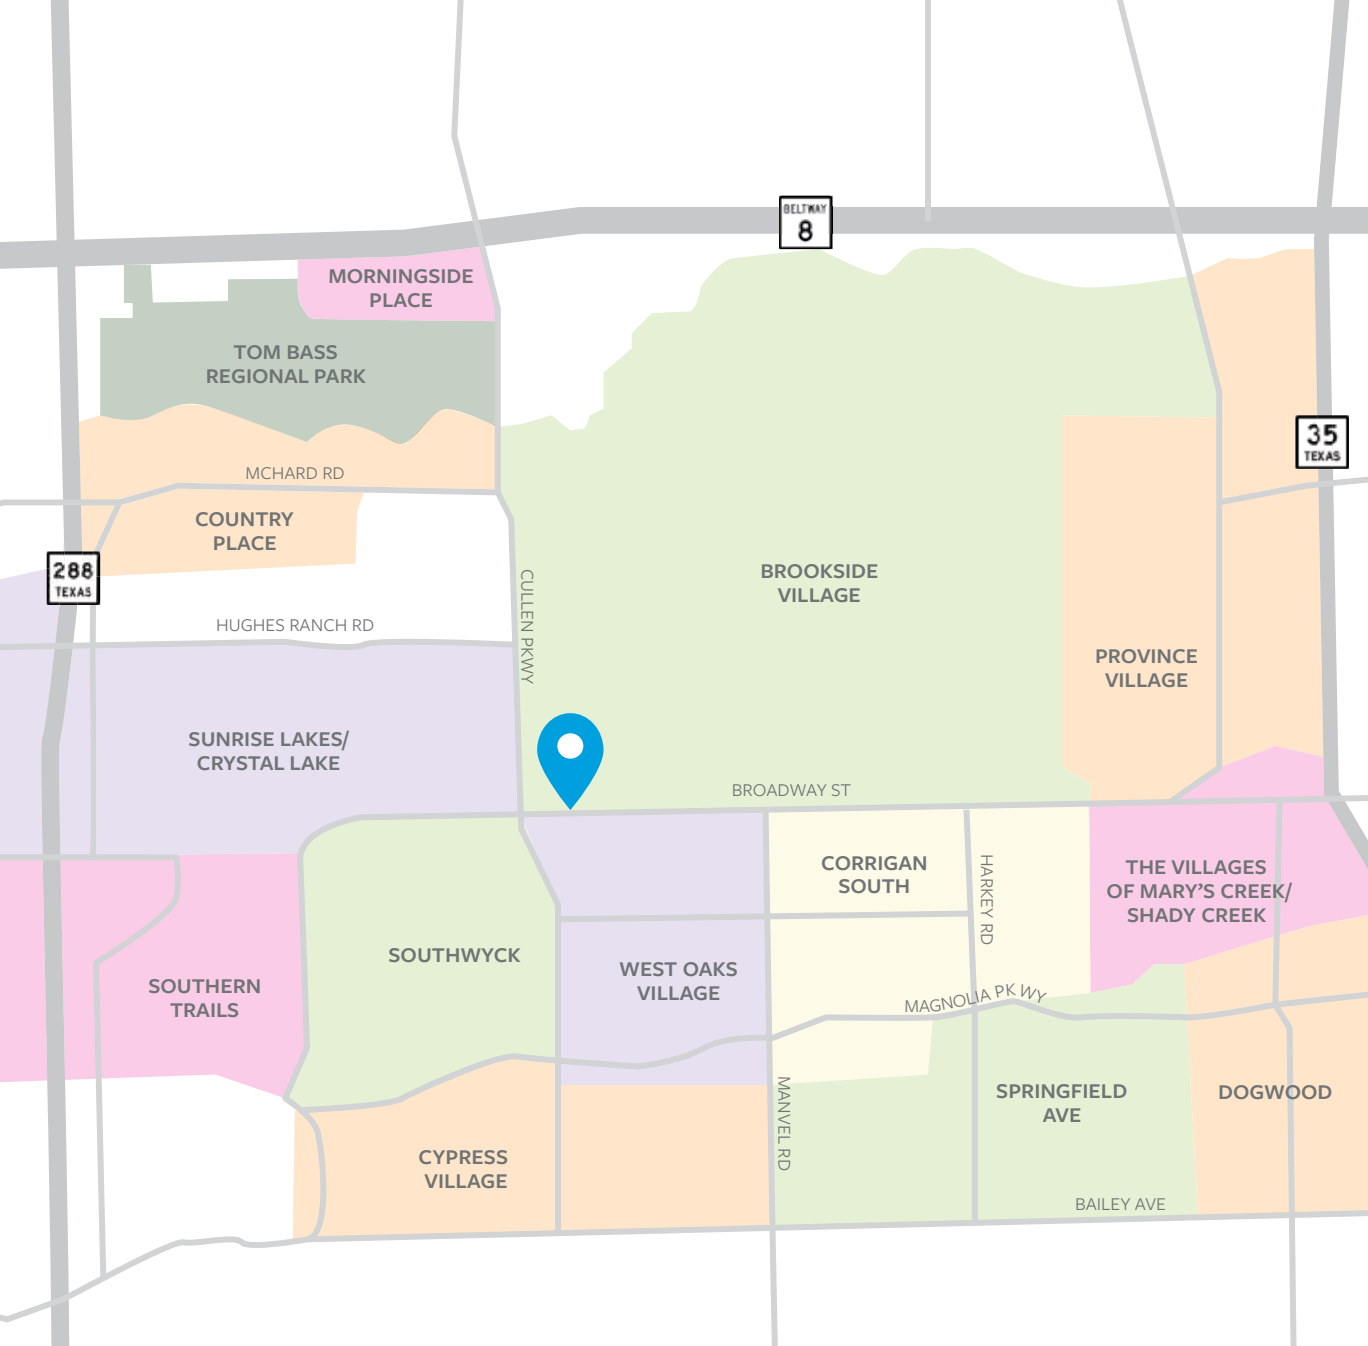 BELTWAY
8
MORNINGSIDE
PLACE
TOM BASS
REGIONAL PARK
35
TEXAS
MCHARD RD
COUNTRY
PLACE
288
TEXAS
CULLEN PKWY
BROOKSIDE
VILLAGE
HUGHES RANCH RD
PROVINCE
VILLAGE
SUNRISE LAKES/
CRYSTAL LAKE
BROADWAY ST
CORRIGAN
SOUTH
HARKEY RD
THE VILLAGES
OF MARY’S CREEK/
SHADY CREEK
SOUTHWYCK
WEST OAKS
VILLAGE
SOUTHERN
TRAILS
MAGNOLIA PK WY
MANVEL RD
SPRINGFIELD
AVE
DOGWOOD
CYPRESS
VILLAGE
BAILEY AVE